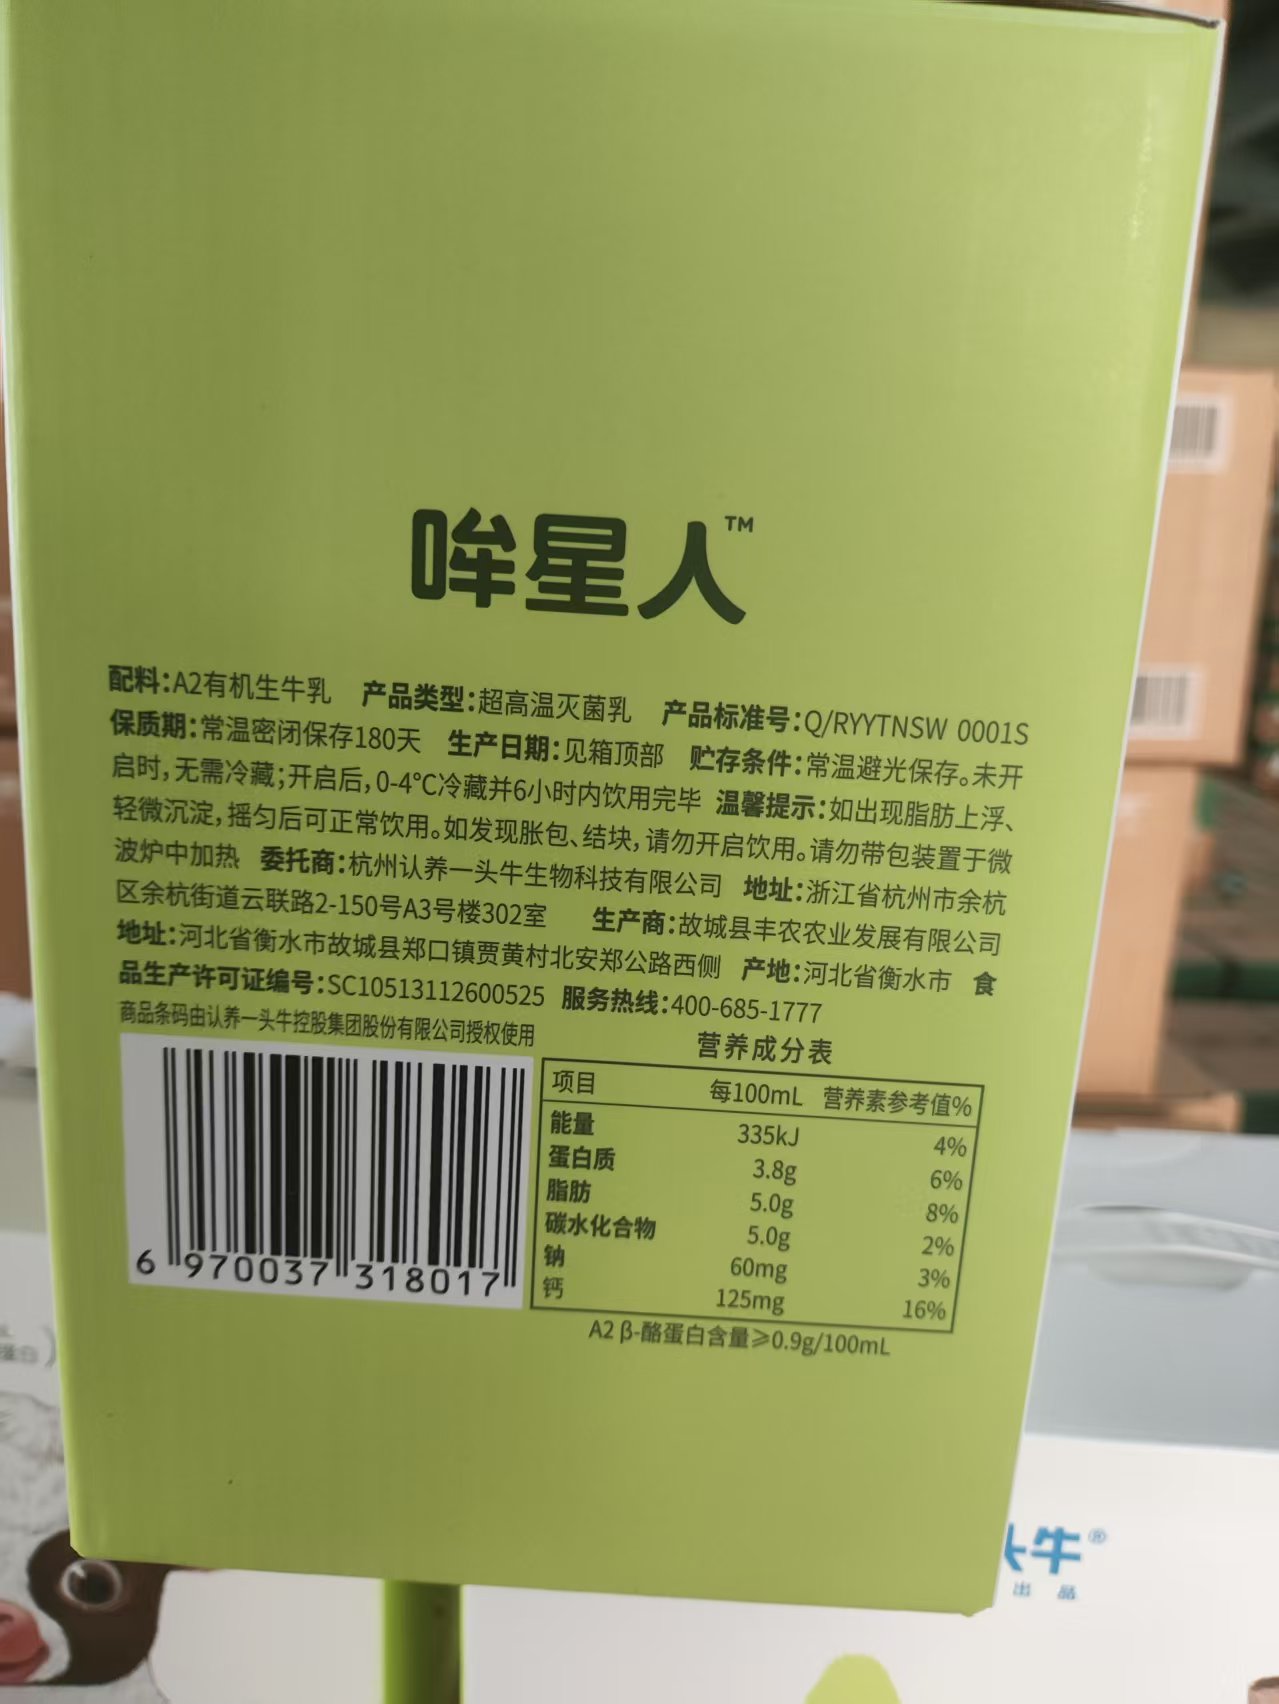 哞星人™
配料:A2有机生牛乳 产品类型:超高温灭菌乳 产品标准号:Q/RYYTNSW 0001S
保质期:常温密闭保存180天 生产日期:见箱顶部 贮存条件:常温避光保存。未开
启时,无需冷藏;开启后,0-4°C冷藏并6小时内饮用完毕 温馨提示:如出现脂肪上浮、
轻微沉淀,摇匀后可正常饮用。如发现胀包、结块,请勿开启饮用。请勿带包装置于微
波炉中加热 委托商:杭州认养一头牛生物科技有限公司 地址:浙江省杭州市余杭
区余杭街道云联路2-150号A3号楼302室 生产商:故城县丰农农业发展有限公司
地址:河北省衡水市故城县郑口镇贾黄村北安郑公路西侧 产地:河北省衡水市 食
品生产许可证编号:SC10513112600525 服务热线:400-685-1777
商品条码由认养一头牛控股集团股份有限公司授权使用
6 970037 318017
营养成分表
项目 每100mL 营养素参考值%
能量 335kJ 4%
蛋白质 3.8g 6%
脂肪 5.0g 8%
碳水化合物 5.0g 2%
钠 60mg 3%
钙 125mg 16%
A2 β-酪蛋白含量≥0.9g/100mL
蛋白)
头牛®
出品